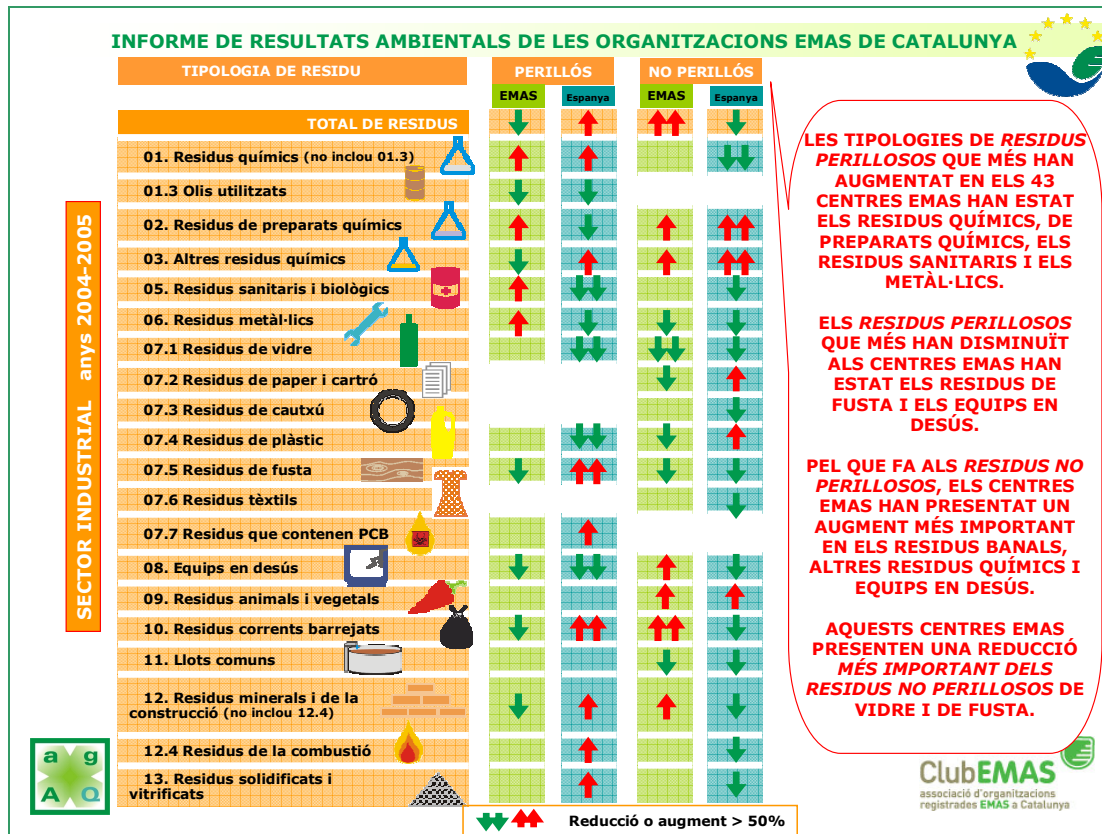 INFORME DE RESULTATS AMBIENTALS DE LES ORGANITZACIONS EMAS DE CATALUNYA
TIPOLOGIA DE RESIDU
PERILLÓS
NO PERILLÓS
EMAS
Espanya
EMAS
Espanya
TOTAL DE RESIDUS
01. Residus químics (no inclou 01.3)
01.3 Olis utilitzats
02. Residus de preparats químics
03. Altres residus químics
05. Residus sanitaris i biològics
06. Residus metàl·lics
07.1 Residus de vidre
07.2 Residus de paper i cartró
07.3 Residus de cautxú
07.4 Residus de plàstic
07.5 Residus de fusta
07.6 Residus tèxtils
07.7 Residus que contenen PCB
08. Equips en desús
09. Residus animals i vegetals
10. Residus corrents barrejats
11. Llots comuns
12. Residus minerals i de la
construcció (no inclou 12.4)
12.4 Residus de la combustió
13. Residus solidificats i
vitrificats
SECTOR INDUSTRIAL anys 2004-2005
LES TIPOLOGIES DE RESIDUS
PERILLOSOS QUE MÉS HAN
AUGMENTAT EN ELS 43
CENTRES EMAS HAN ESTAT
ELS RESIDUS QUÍMICS, DE
PREPARATS QUÍMICS, ELS
RESIDUS SANITARIS I ELS
METÀL·LICS.
ELS RESIDUS PERILLOSOS
QUE MÉS HAN DISMINUÏT
ALS CENTRES EMAS HAN
ESTAT ELS RESIDUS DE
FUSTA I ELS EQUIPS EN
DESÚS.
PEL QUE FA ALS RESIDUS NO
PERILLOSOS, ELS CENTRES
EMAS HAN PRESENTAT UN
AUGMENT MÉS IMPORTANT
EN ELS RESIDUS BANALS,
ALTRES RESIDUS QUÍMICS I
EQUIPS EN DESÚS.
AQUESTS CENTRES EMAS
PRESENTEN UNA REDUCCIÓ
MÉS IMPORTANT DELS
RESIDUS NO PERILLOSOS DE
VIDRE I DE FUSTA.
a g
A Q
Reducció o augment > 50%
ClubEMAS
associació d'organitzacions
registrades EMAS a Catalunya